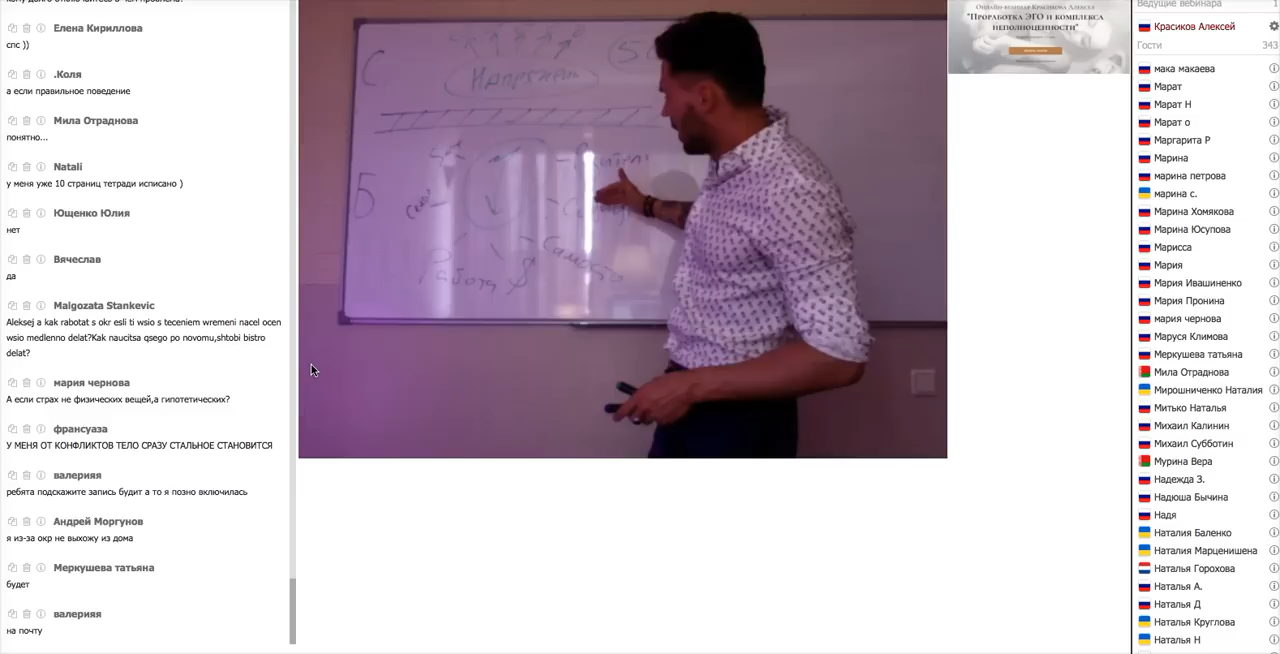 Елена Кириллова
спс ))
.Коля
а если правильное поведение
Мила Отраднова
понятно...
Natali
у меня уже 10 страниц тетради исписано )
Ющенко Юлия
нет
Вячеслав
да
Malgozata Stankevic
Aleksej a kak rabotat s okr esli ti wsio s teceniem wremeni nacel ocen
wsio medlenno delat?Kak naucitsa qsego po novomu,shtobi bistro
delat?
мария чернова
А если страх не физических вещей,а гипотетических?
франсуаза
У МЕНЯ ОТ КОНФЛИКТОВ ТЕЛО СРАЗУ СТАЛЬНОЕ СТАНОВИТСЯ
валерияя
ребята подскажите запись будит а то я позно включилась
Андрей Моргунов
я из-за окр не выхожу из дома
Меркушева татьяна
будет
валерияя
на почту
С
Б
Онлайн-вебинар Красикова Алексея
"Проработка ЭГО и комплекса
неполноценности"
Ведущие вебинара 1
Красиков Алексей
Гости 343
мака макаева
Марат
Марат Н
Марат о
Маргарита Р
Марина
марина петрова
марина с.
Марина Хомякова
Марина Юсупова
Марисса
Мария
Мария Ивашиненко
Мария Пронина
мария чернова
Маруся Климова
Меркушева татьяна
Мила Отраднова
Мирошниченко Наталия
Митько Наталья
Михаил Калинин
Михаил Субботин
Мурина Вера
Надежда З.
Надюша Бычина
Надя
Наталия Баленко
Наталия Марценишена
Наталья Горохова
Наталья А.
Наталья Д
Наталья Круглова
Наталья Н